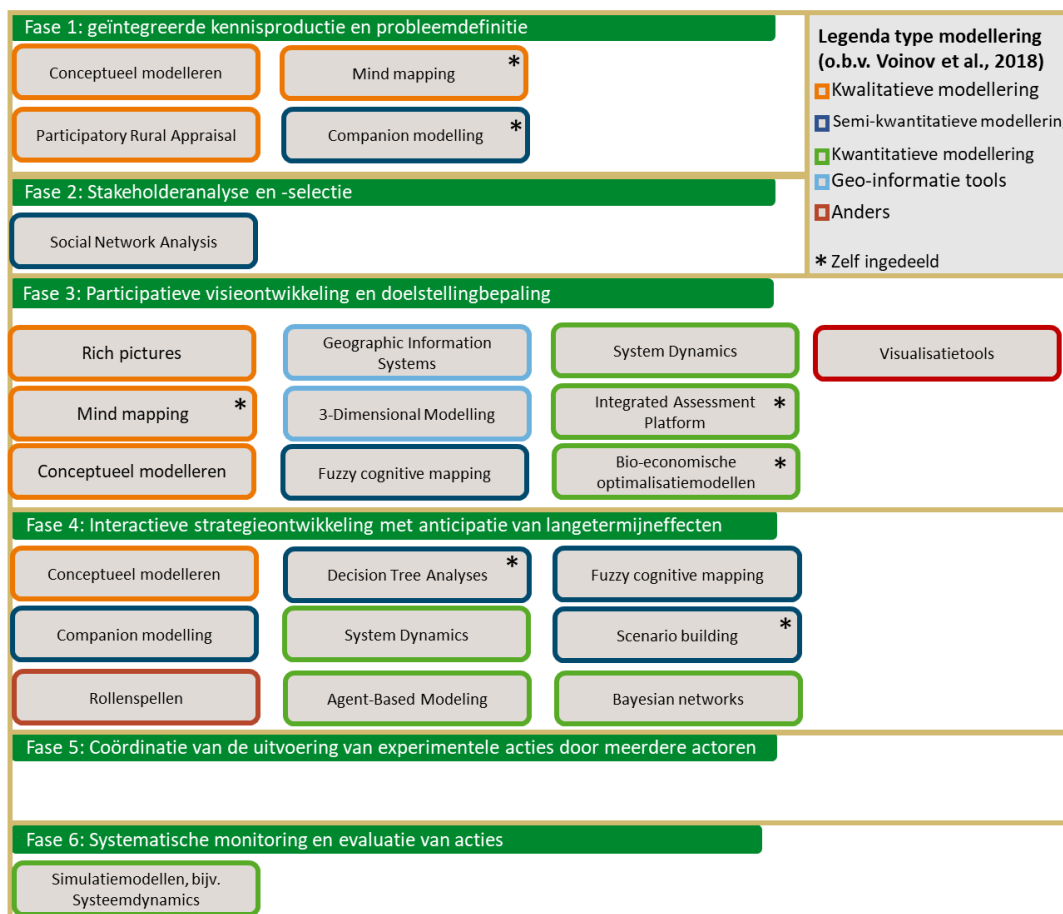 Fase 1: geïntegreerde kennisproductie en probleemdefinitie
Conceptueel modelleren
Mind mapping *
Participatory Rural Appraisal
Companion modelling *
Legenda type modellering
(o.b.v. Voinov et al., 2018)
Kwalitatieve modellering
Semi-kwantitatieve modellerin
Kwantitatieve modellering
Geo-informatie tools
Anders
* Zelf ingedeeld
Fase 2: Stakeholderanalyse en -selectie
Social Network Analysis
Fase 3: Participatieve visieontwikkeling en doelstellingbepaling
Rich pictures
Geographic Information
Systems
System Dynamics
Visualisatietools
Mind mapping *
3-Dimensional Modelling
Integrated Assessment *
Platform
Conceptueel modelleren
Fuzzy cognitive mapping
Bio-economische *
optimalisatiemodellen
Fase 4: Interactieve strategieontwikkeling met anticipatie van langetermijneffecten
Conceptueel modelleren
Decision Tree Analyses *
Fuzzy cognitive mapping
Companion modelling
System Dynamics
Scenario building *
Rollenspellen
Agent-Based Modeling
Bayesian networks
Fase 5: Coördinatie van de uitvoering van experimentele acties door meerdere actoren
Fase 6: Systematische monitoring en evaluatie van acties
Simulatiemodellen, bijv.
Systeemdynamics